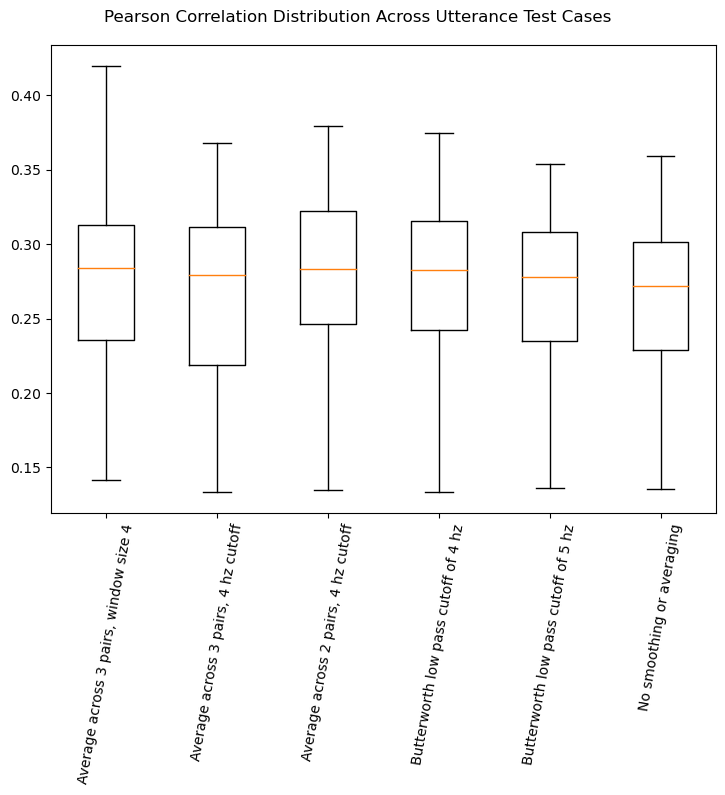 Pearson Correlation Distribution Across Utterance Test Cases
0.40
0.35
0.30
0.25
0.20
0.15
Average across 3 pairs, window size 4
Average across 3 pairs, 4 hz cutoff
Average across 2 pairs, 4 hz cutoff
Butterworth low pass cutoff of 4 hz
Butterworth low pass cutoff of 5 hz
No smoothing or averaging